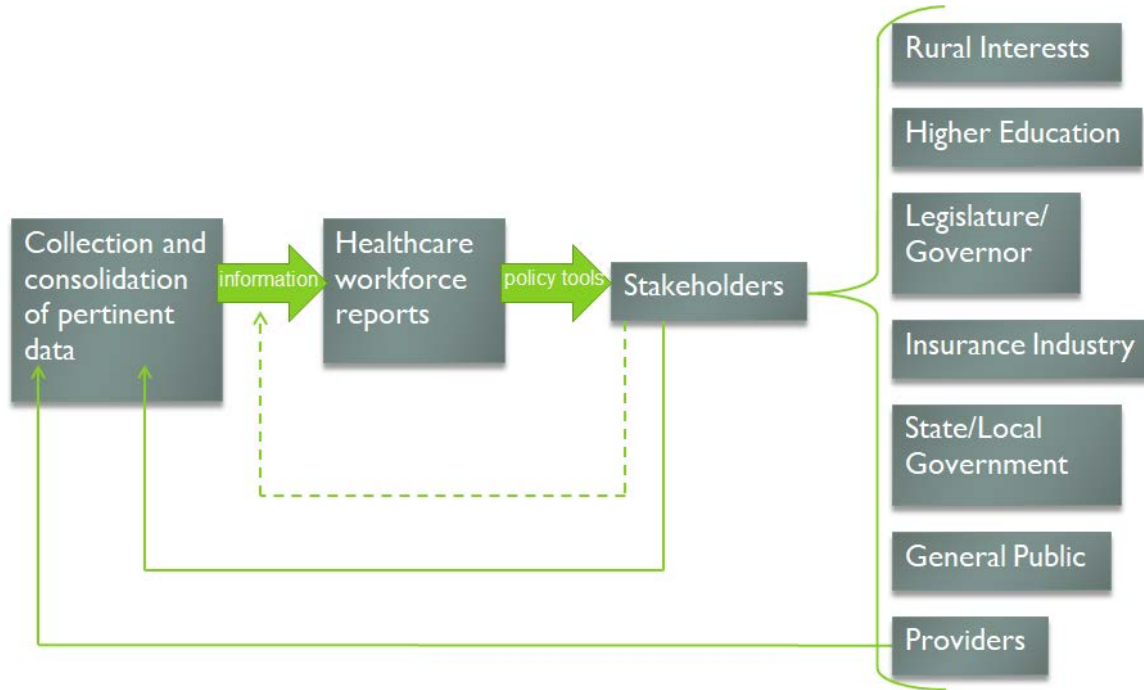 Collection and
consolidation
of pertinent
data
information
Healthcare
workforce
reports
policy tools
Stakeholders
Rural Interests
Higher Education
Legislature/
Governor
Insurance Industry
State/Local
Government
General Public
Providers